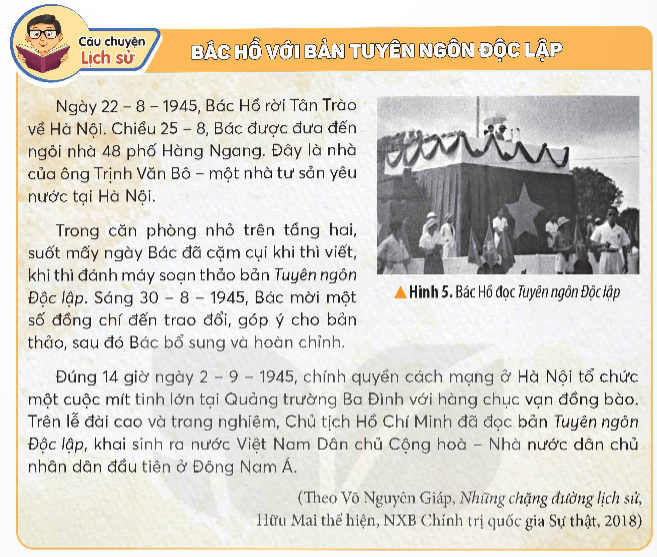 Câu chuyện
Lịch sử
BÁC HỒ VỚI BẢN TUYÊN NGÔN ĐỘC LẬP
Ngày 22 – 8 – 1945, Bác Hồ rời Tân Trào
về Hà Nội. Chiều 25 – 8, Bác được đưa đến
ngôi nhà 48 phố Hàng Ngang. Đây là nhà
của ông Trịnh Văn Bô – một nhà tư sản yêu
nước tại Hà Nội.
Trong căn phòng nhỏ trên tầng hai,
suốt mấy ngày Bác đã cặm cụi khi thì viết,
khi thì đánh máy soạn thảo bản Tuyên ngôn
Độc lập. Sáng 30 – 8 – 1945, Bác mời một
số đồng chí đến trao đổi, góp ý cho bản
thảo, sau đó Bác bổ sung và hoàn chỉnh.
▲ Hình 5. Bác Hồ đọc Tuyên ngôn Độc lập
Đúng 14 giờ ngày 2 – 9 – 1945, chính quyền cách mạng ở Hà Nội tổ chức
một cuộc mít tinh lớn tại Quảng trường Ba Đình với hàng chục vạn đồng bào.
Trên lễ đài cao và trang nghiêm, Chủ tịch Hồ Chí Minh đã đọc bản Tuyên ngôn
Độc lập, khai sinh ra nước Việt Nam Dân chủ Cộng hoà – Nhà nước dân chủ
nhân dân đầu tiên ở Đông Nam Á.
(Theo Võ Nguyên Giáp, Những chặng đường lịch sử,
Hữu Mai thể hiện, NXB Chính trị quốc gia Sự thật, 2018)